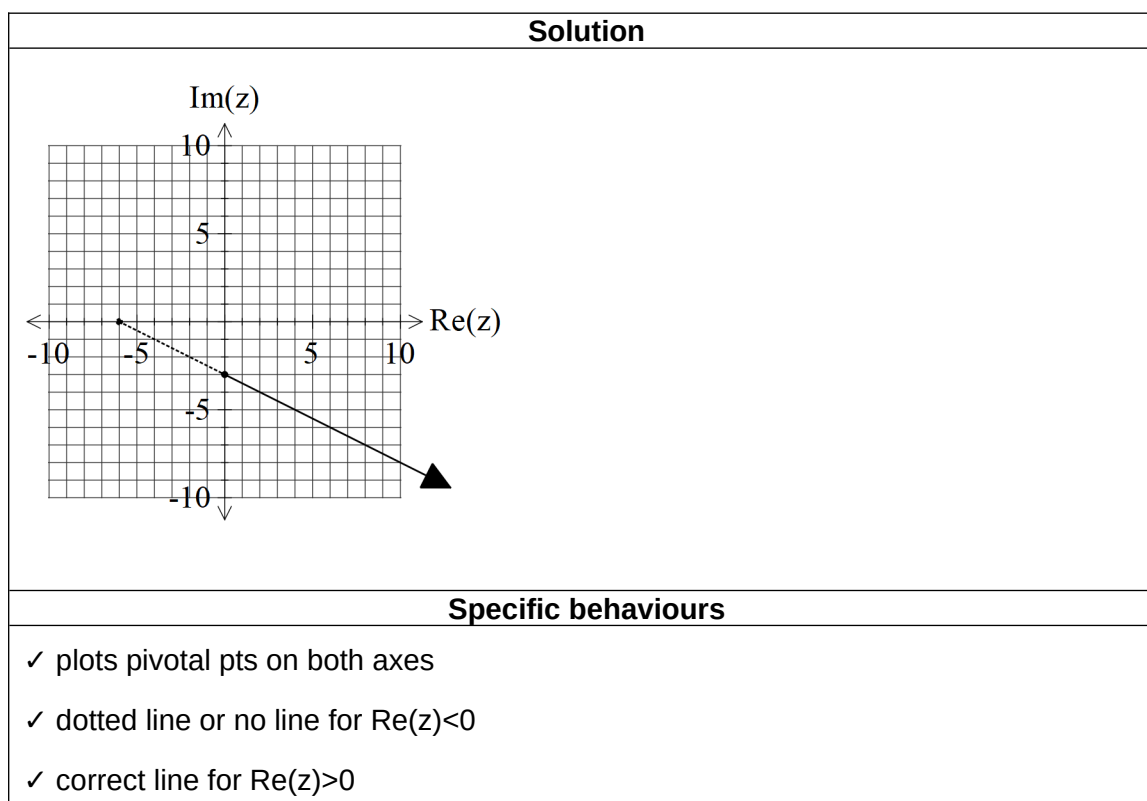 Solution
Im(z)
10
5
Re(z)
-10 -5 5 10
-5
-10
Specific behaviours
✓ plots pivotal pts on both axes
✓ dotted line or no line for Re(z)<0
✓ correct line for Re(z)>0